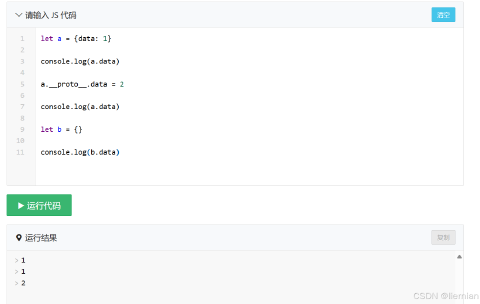 请输入 JS 代码
清空
1 let a = {data: 1}
2
3 console.log(a.data)
4
5 a.__proto__.data = 2
6
7 console.log(a.data)
8
9 let b = {}
10
11 console.log(b.data)
运行代码
运行结果
复制
> 1
> 1
> 2